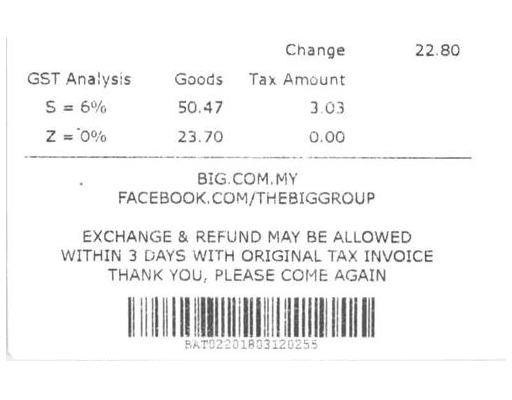 Change 22.80
GST Analysis Goods Tax Amount
S = 6% 50.47 3.03
Z = 0% 23.70 0.00
BIG.COM.MY
FACEBOOK.COM/THEBIGGROUP
EXCHANGE & REFUND MAY BE ALLOWED
WITHIN 3 DAYS WITH ORIGINAL TAX INVOICE
THANK YOU, PLEASE COME AGAIN
BAT02201803120255